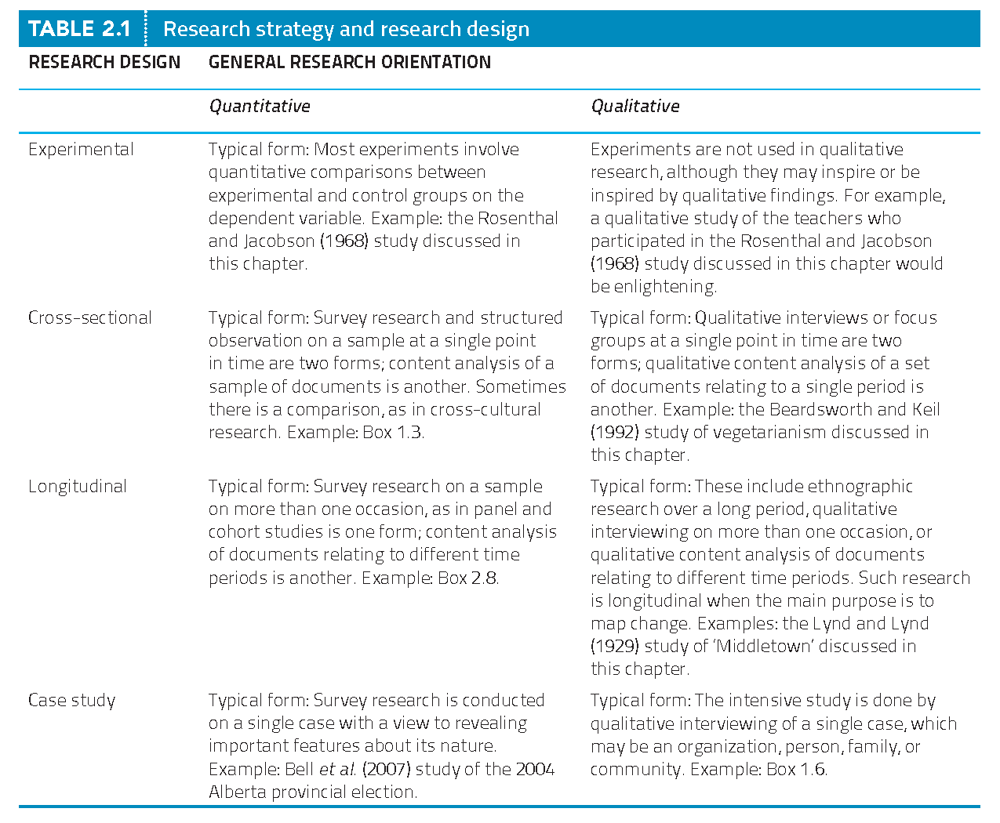 TABLE 2.1 Research strategy and research design
RESEARCH DESIGN GENERAL RESEARCH ORIENTATION
Quantitative Qualitative
Experimental
Typical form: Most experiments involve
quantitative comparisons between
experimental and control groups on the
dependent variable. Example: the Rosenthal
and Jacobson (1968) study discussed in
this chapter.
Experiments are not used in qualitative
research, although they may inspire or be
inspired by qualitative findings. For example,
a qualitative study of the teachers who
participated in the Rosenthal and Jacobson
(1968) study discussed in this chapter would
be enlightening.
Cross-sectional
Typical form: Survey research and structured
observation on a sample at a single point
in time are two forms; content analysis of a
sample of documents is another. Sometimes
there is a comparison, as in cross-cultural
research. Example: Box 1.3.
Typical form: Qualitative interviews or focus
groups at a single point in time are two
forms; qualitative content analysis of a set
of documents relating to a single period is
another. Example: the Beardsworth and Keil
(1992) study of vegetarianism discussed in
this chapter.
Longitudinal
Typical form: Survey research on a sample
on more than one occasion, as in panel and
cohort studies is one form; content analysis
of documents relating to different time
periods is another. Example: Box 2.8.
Typical form: These include ethnographic
research over a long period, qualitative
interviewing on more than one occasion, or
qualitative content analysis of documents
relating to different time periods. Such research
is longitudinal when the main purpose is to
map change. Examples: the Lynd and Lynd
(1929) study of ‘Middletown’ discussed in
this chapter.
Case study
Typical form: Survey research is conducted
on a single case with a view to revealing
important features about its nature.
Example: Bell et al. (2007) study of the 2004
Alberta provincial election.
Typical form: The intensive study is done by
qualitative interviewing of a single case, which
may be an organization, person, family, or
community. Example: Box 1.6.